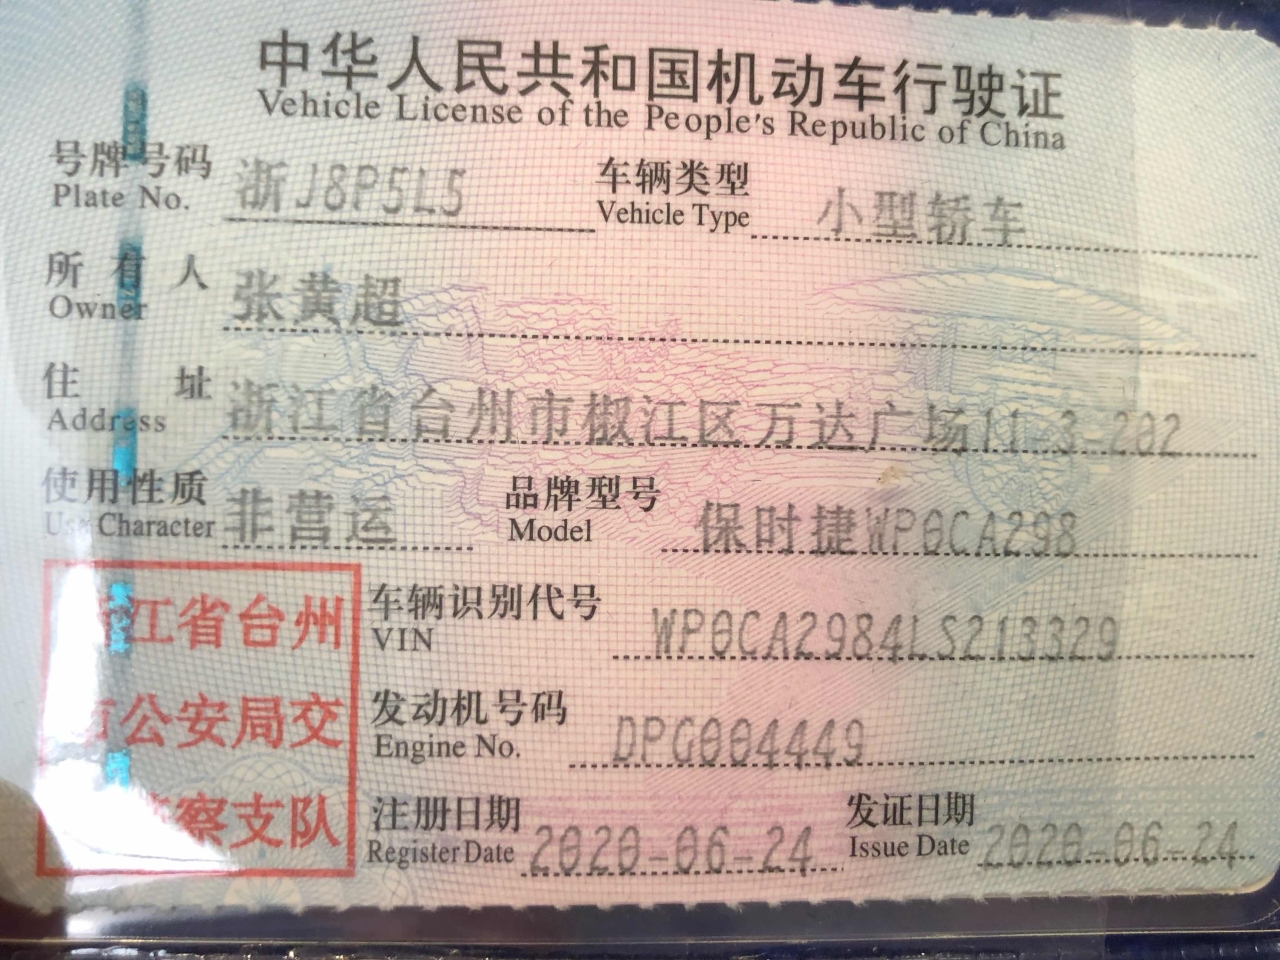 中华人民共和国机动车行驶证
Vehicle License of the People's Republic of China
号牌号码 浙J8P5L5 车辆类型 小型轿车
Plate No. Vehicle Type
所有人 张黄超
Owner
住址 浙江省台州市椒江区万达广场11-3-202
Address
使用性质 非营运 品牌型号 保时捷WP0CA298
Use Character Model
浙江省台州
市公安局交
警察支队
车辆识别代号 WP0CA2984LS213329
VIN
发动机号码 DPG004449
Engine No.
注册日期 2020-06-24 发证日期 2020-06-24
Register Date Issue Date